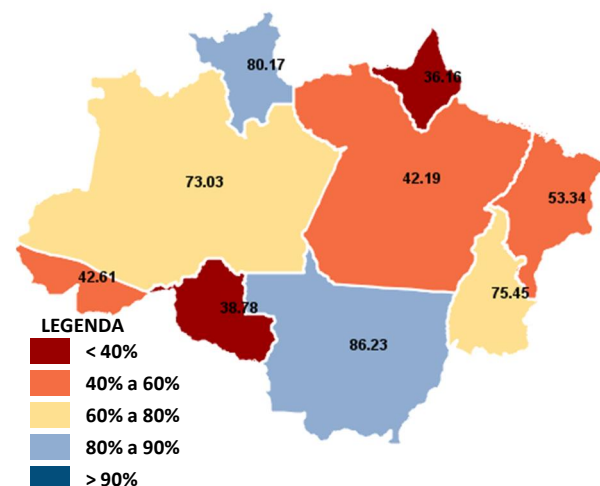 80.17
36.16
73.03
42.19
53.34
42.61
75.45
38.78
86.23
LEGENDA
< 40%
40% a 60%
60% a 80%
80% a 90%
> 90%